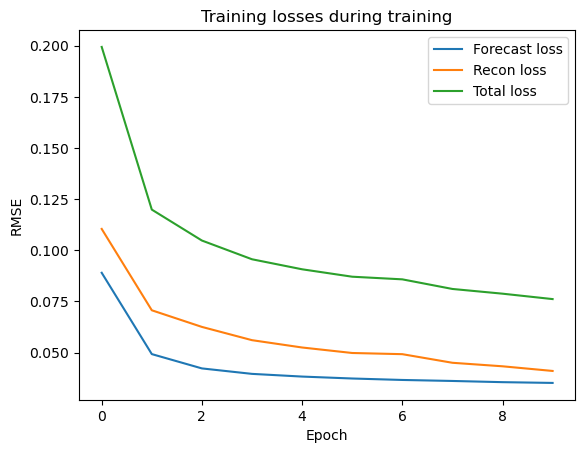 Training losses during training
0.200
0.175
0.150
0.125
0.100
0.075
0.050
RMSE
Forecast loss
Recon loss
Total loss
0 2 4 6 8
Epoch